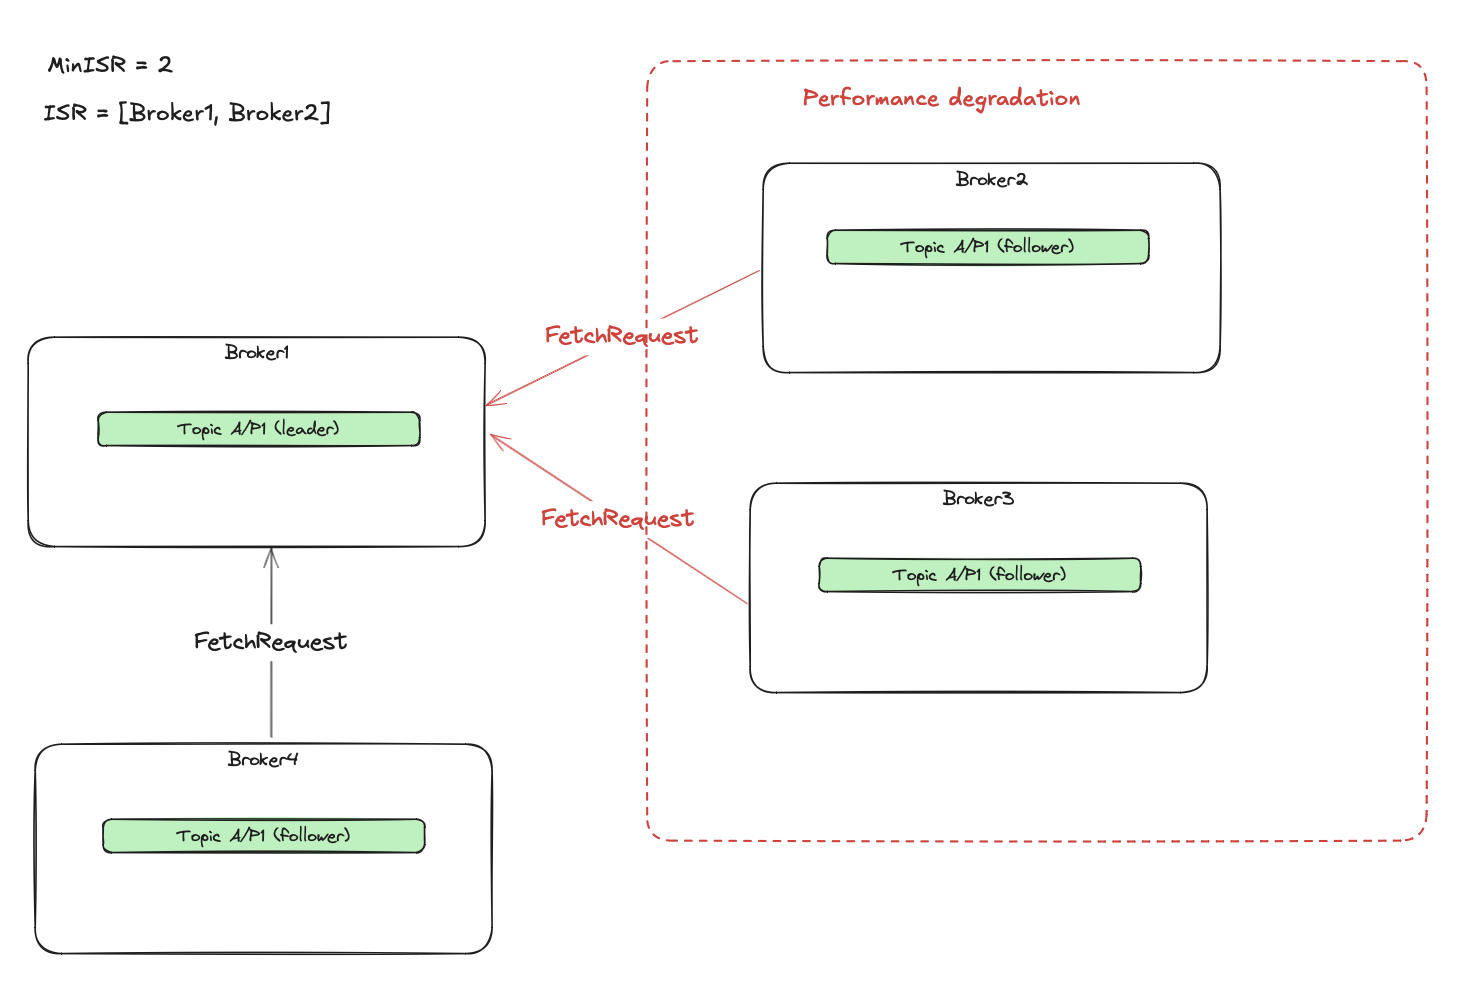 MinISR = 2
ISR = [Broker1, Broker2]
Performance degradation
Broker2
Topic A/P1 (follower)
FetchRequest
Broker1
Topic A/P1 (leader)
Broker3
FetchRequest
Topic A/P1 (follower)
FetchRequest
Broker4
Topic A/P1 (follower)